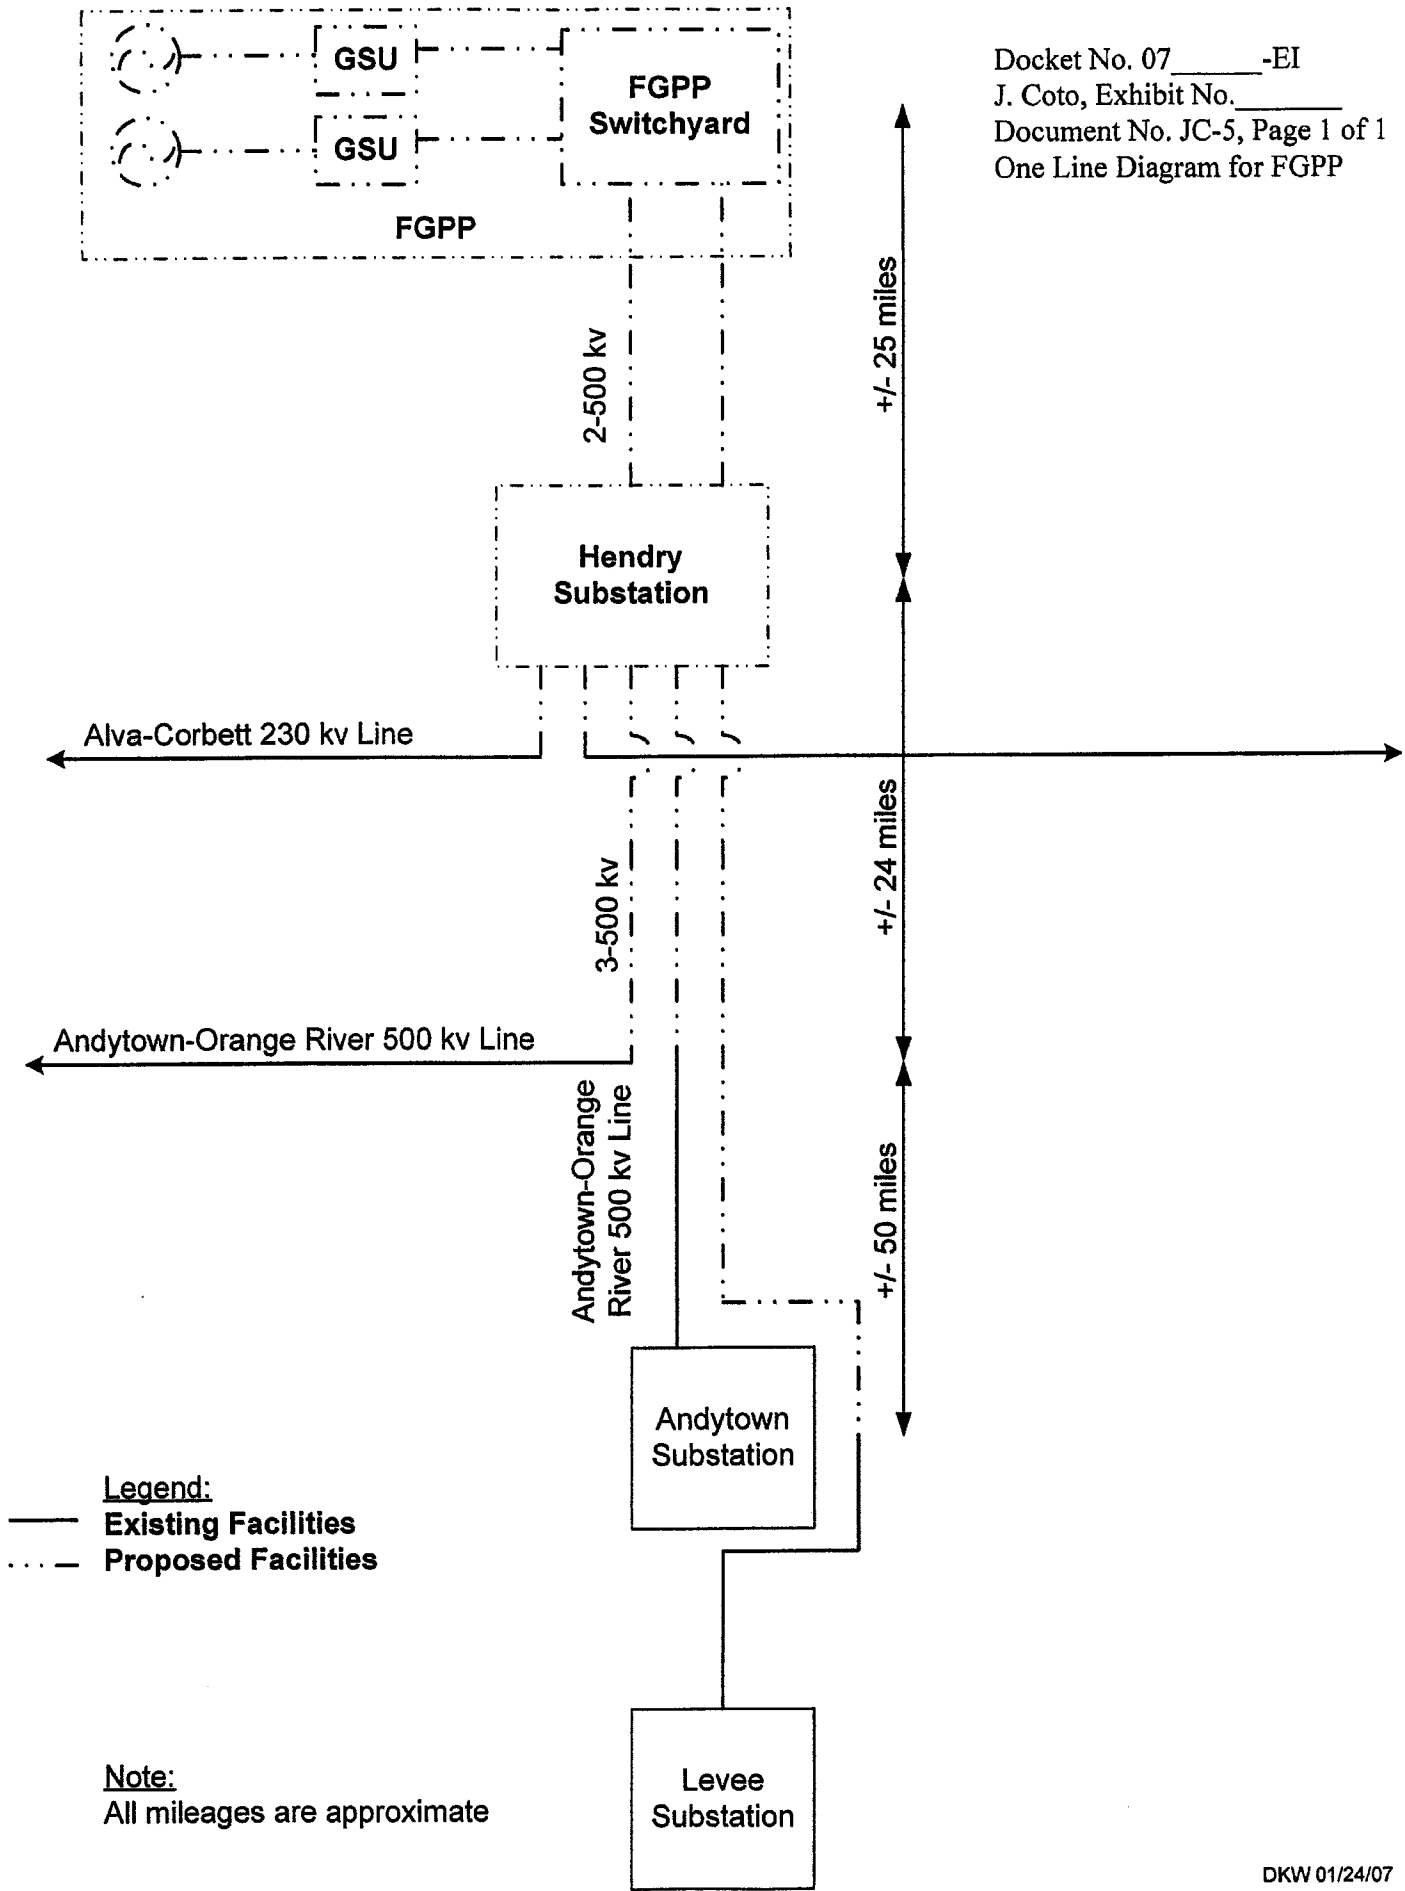 Docket No. 07______-EI
J. Coto, Exhibit No._______
Document No. JC-5, Page 1 of 1
One Line Diagram for FGPP
GSU
GSU
FGPP
Switchyard
FGPP
+/- 25 miles
2-500 kv
Hendry
Substation
Alva-Corbett 230 kv Line
+/- 24 miles
3-500 kv
Andytown-Orange River 500 kv Line
Andytown-Orange
River 500 kv Line
+/- 50 miles
Andytown
Substation
Legend:
Existing Facilities
Proposed Facilities
Levee
Substation
Note:
All mileages are approximate
DKW 01/24/07